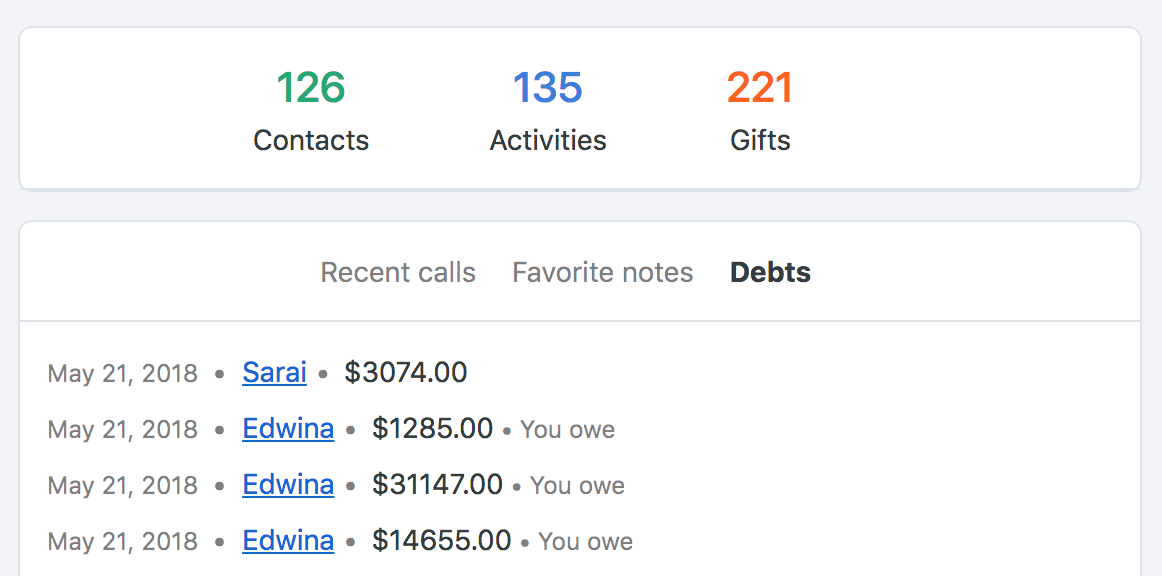 126 135 221
Contacts Activities Gifts
Recent calls Favorite notes Debts
May 21, 2018 • Sarai • $3074.00
May 21, 2018 • Edwina • $1285.00 • You owe
May 21, 2018 • Edwina • $31147.00 • You owe
May 21, 2018 • Edwina • $14655.00 • You owe